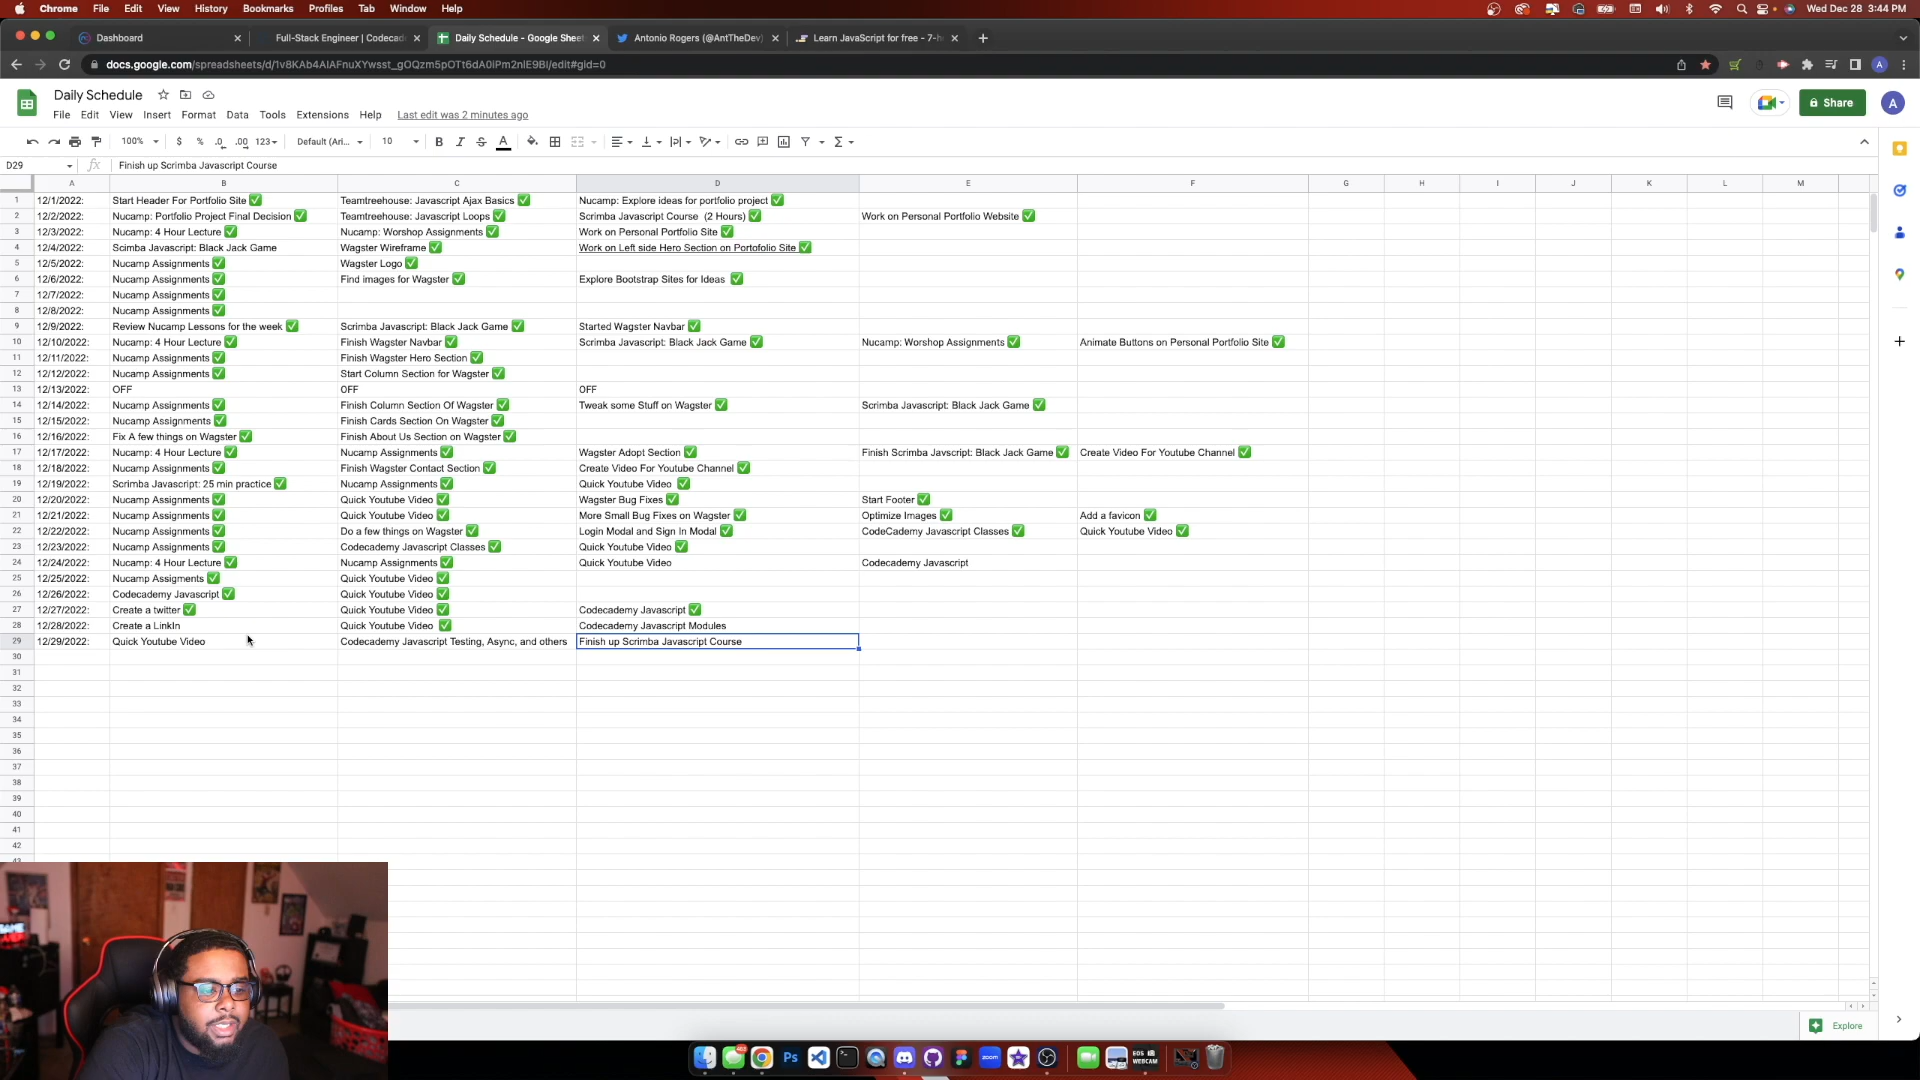 Chrome File Edit View History Bookmarks Profiles Tab Window Help Wed Dec 28 3:44 PM
Dashboard Full-Stack Engineer | Codecad Daily Schedule - Google Sheet Antonio Rogers (@AntTheDev) Learn JavaScript for free - 7-h
docs.google.com/spreadsheets/d/1v8KAb4AIAFnuXYwsst_gOQzm5pOTt6dA0iPm2nlE9BI/edit#gid=0
Daily Schedule
File Edit View Insert Format Data Tools Extensions Help Last edit was 2 minutes ago
Share A
100% $ % .0 .00 123 Default (Ari... 10 B I S A
D29 fx Finish up Scrimba Javascript Course
A B C D E F G H I J K L M
1 12/1/2022: Start Header For Portfolio Site ✅ Teamtreehouse: Javascript Ajax Basics ✅ Nucamp: Explore ideas for portfolio project ✅
2 12/2/2022: Nucamp: Portfolio Project Final Decision ✅ Teamtreehouse: Javascript Loops ✅ Scrimba Javascript Course (2 Hours) ✅ Work on Personal Portfolio Website ✅
3 12/3/2022: Nucamp: 4 Hour Lecture ✅ Nucamp: Worshop Assignments ✅ Work on Personal Portfolio Site ✅
4 12/4/2022: Scimba Javascript: Black Jack Game Wagster Wireframe ✅ Work on Left side Hero Section on Portofolio Site ✅
5 12/5/2022: Nucamp Assignments ✅ Wagster Logo ✅
6 12/6/2022: Nucamp Assignments ✅ Find images for Wagster ✅ Explore Bootstrap Sites for Ideas ✅
7 12/7/2022: Nucamp Assignments ✅
8 12/8/2022: Nucamp Assignments ✅
9 12/9/2022: Review Nucamp Lessons for the week ✅ Scrimba Javascript: Black Jack Game ✅ Started Wagster Navbar ✅
10 12/10/2022: Nucamp: 4 Hour Lecture ✅ Finish Wagster Navbar ✅ Scrimba Javascript: Black Jack Game ✅ Nucamp: Worshop Assignments ✅ Animate Buttons on Personal Portfolio Site ✅
11 12/11/2022: Nucamp Assignments ✅ Finish Wagster Hero Section ✅
12 12/12/2022: Nucamp Assignments ✅ Start Column Section for Wagster ✅
13 12/13/2022: OFF OFF OFF
14 12/14/2022: Nucamp Assignments ✅ Finish Column Section Of Wagster ✅ Tweak some Stuff on Wagster ✅ Scrimba Javascript: Black Jack Game ✅
15 12/15/2022: Nucamp Assignments ✅ Finish Cards Section On Wagster ✅
16 12/16/2022: Fix A few things on Wagster ✅ Finish About Us Section on Wagster ✅
17 12/17/2022: Nucamp: 4 Hour Lecture ✅ Nucamp Assignments ✅ Wagster Adopt Section ✅ Finish Scrimba Javscript: Black Jack Game ✅ Create Video For Youtube Channel ✅
18 12/18/2022: Nucamp Assignments ✅ Finish Wagster Contact Section ✅ Create Video For Youtube Channel ✅
19 12/19/2022: Scrimba Javascript: 25 min practice ✅ Nucamp Assignments ✅ Quick Youtube Video ✅
20 12/20/2022: Nucamp Assignments ✅ Quick Youtube Video ✅ Wagster Bug Fixes ✅ Start Footer ✅
21 12/21/2022: Nucamp Assignments ✅ Quick Youtube Video ✅ More Small Bug Fixes on Wagster ✅ Optimize Images ✅ Add a favicon ✅
22 12/22/2022: Nucamp Assignments ✅ Do a few things on Wagster ✅ Login Modal and Sign In Modal ✅ CodeCademy Javascript Classes ✅ Quick Youtube Video ✅
23 12/23/2022: Nucamp Assignments ✅ Codecademy Javascript Classes ✅ Quick Youtube Video ✅
24 12/24/2022: Nucamp: 4 Hour Lecture ✅ Nucamp Assignments ✅ Quick Youtube Video Codecademy Javascript
25 12/25/2022: Nucamp Assigments ✅ Quick Youtube Video ✅
26 12/26/2022: Codecademy Javascript ✅ Quick Youtube Video ✅
27 12/27/2022: Create a twitter ✅ Quick Youtube Video ✅ Codecademy Javascript ✅
28 12/28/2022: Create a LinkIn Quick Youtube Video ✅ Codecademy Javascript Modules
29 12/29/2022: Quick Youtube Video Codecademy Javascript Testing, Async, and others Finish up Scrimba Javascript Course
30
31
32
33
34
35
36
37
38
39
40
41
42
43
Explore
Ps zoom EOS WEBCAM